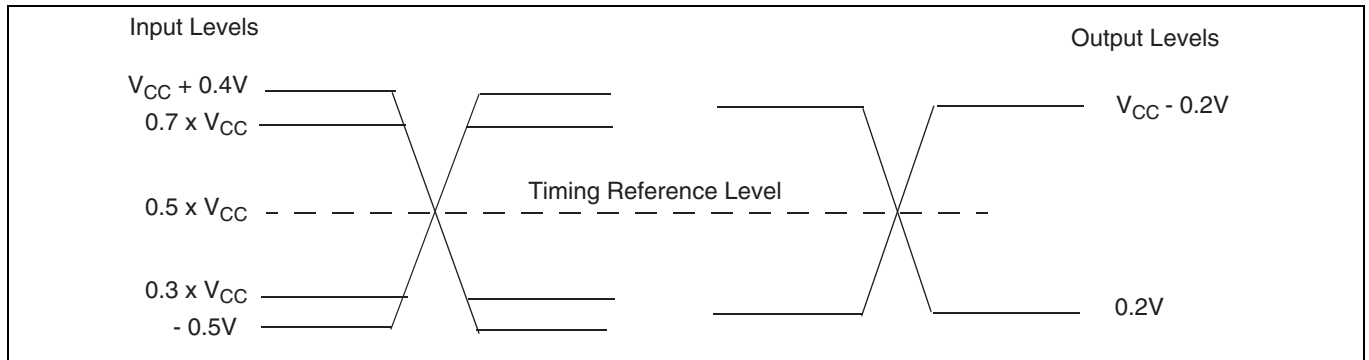 Input Levels
Output Levels
V_CC + 0.4V
V_CC - 0.2V
0.7 x V_CC
Timing Reference Level
0.5 x V_CC
0.3 x V_CC
0.2V
- 0.5V